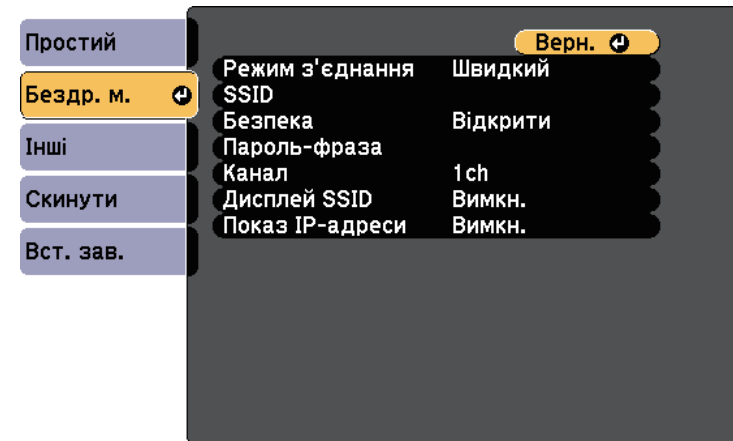 Простий
Бездр. м.
Інші
Скинути
Вст. зав.
Верн.
Режим з'єднання Швидкий
SSID
Безпека Відкрити
Пароль-фраза
Канал 1ch
Дисплей SSID Вимкн.
Показ IP-адреси Вимкн.